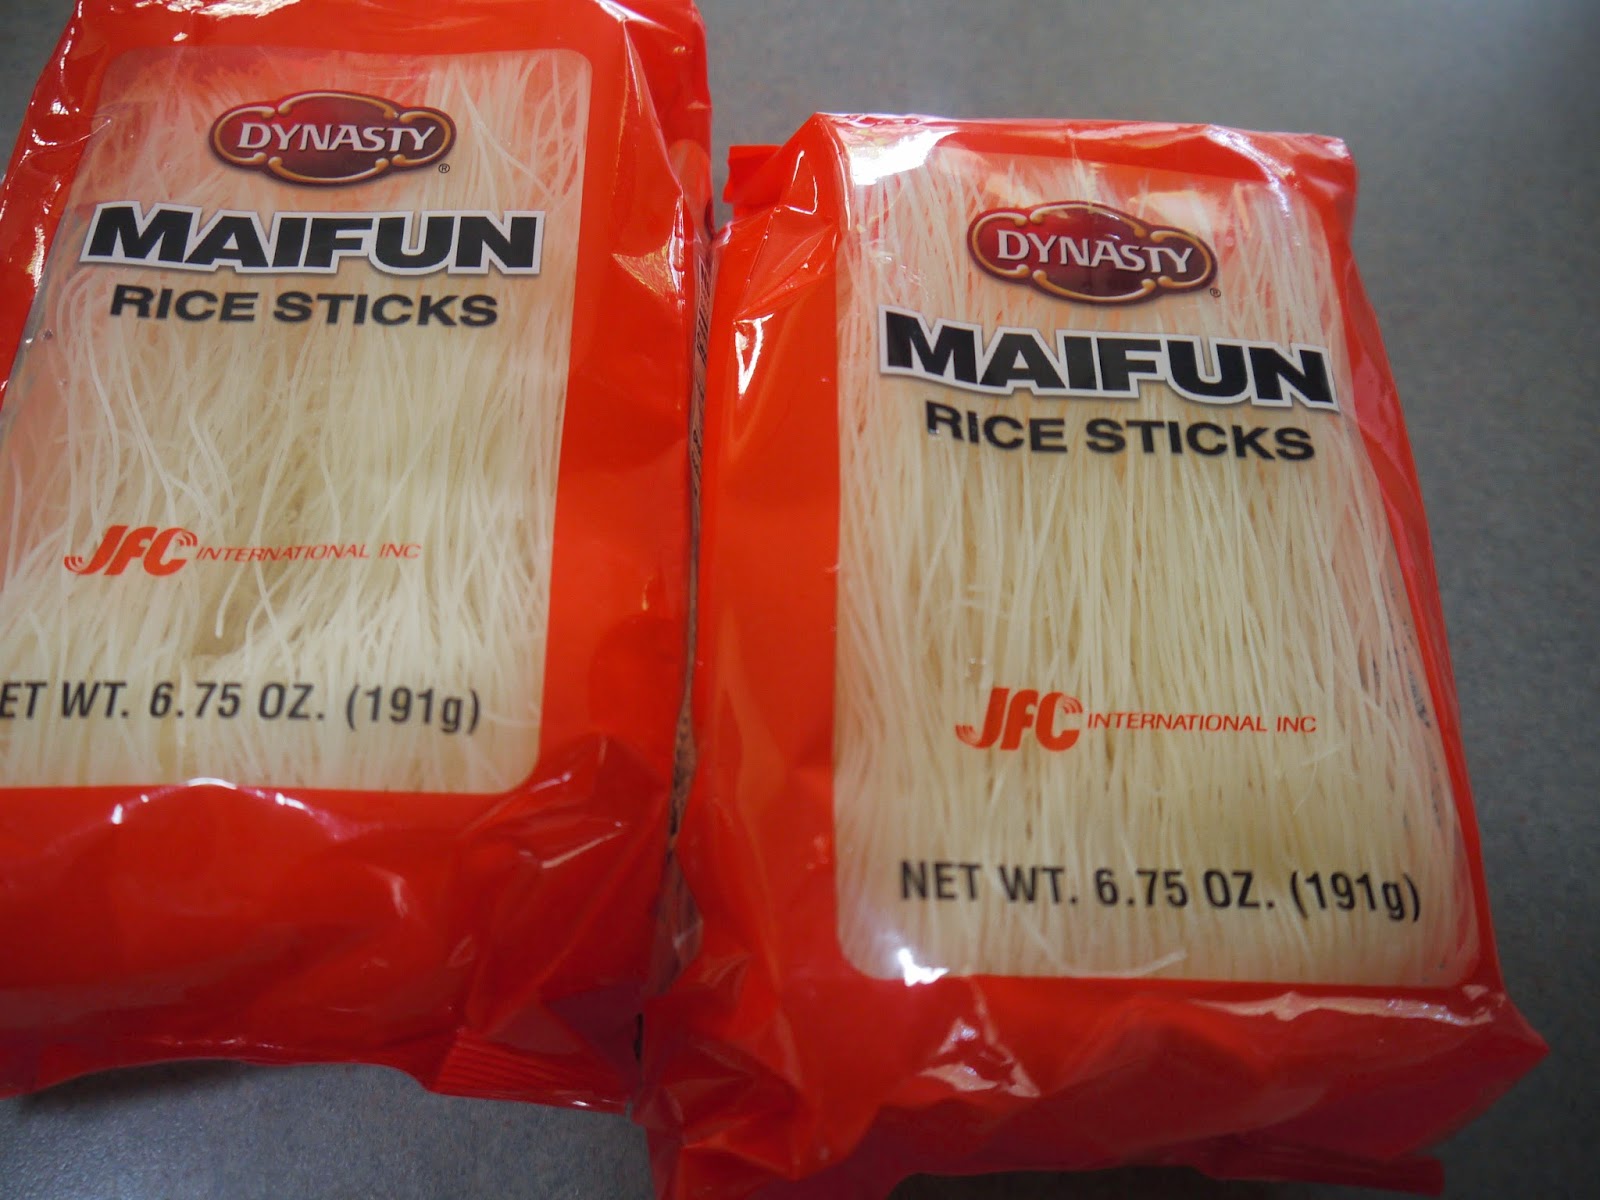 DYNASTY
®
MAIFUN
RICE STICKS
JFC INTERNATIONAL INC
ET WT. 6.75 OZ. (191g)
DYNASTY
®
MAIFUN
RICE STICKS
JFC INTERNATIONAL INC
NET WT. 6.75 OZ. (191g)